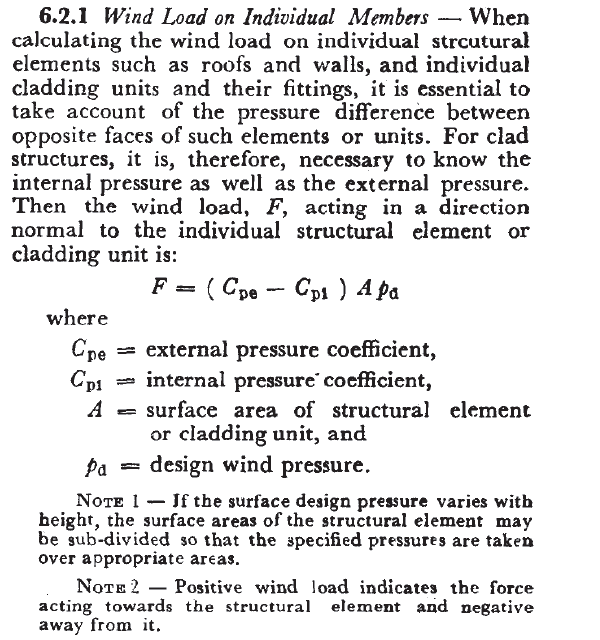 6.2.1 Wind Load on Individual Members — When
calculating the wind load on individual strcutural
elements such as roofs and walls, and individual
cladding units and their fittings, it is essential to
take account of the pressure difference between
opposite faces of such elements or units. For clad
structures, it is, therefore, necessary to know the
internal pressure as well as the external pressure.
Then the wind load, F, acting in a direction
normal to the individual structural element or
cladding unit is:
F = ( Cpe — Cpi ) A pd
where
Cpe = external pressure coefficient,
Cpi = internal pressure coefficient,
A = surface area of structural element
or cladding unit, and
pd = design wind pressure.
NOTE 1 — If the surface design pressure varies with
height, the surface areas of the structural element may
be sub-divided so that the specified pressures are taken
over appropriate areas.
NOTE 2 — Positive wind load indicates the force
acting towards the structural element and negative
away from it.